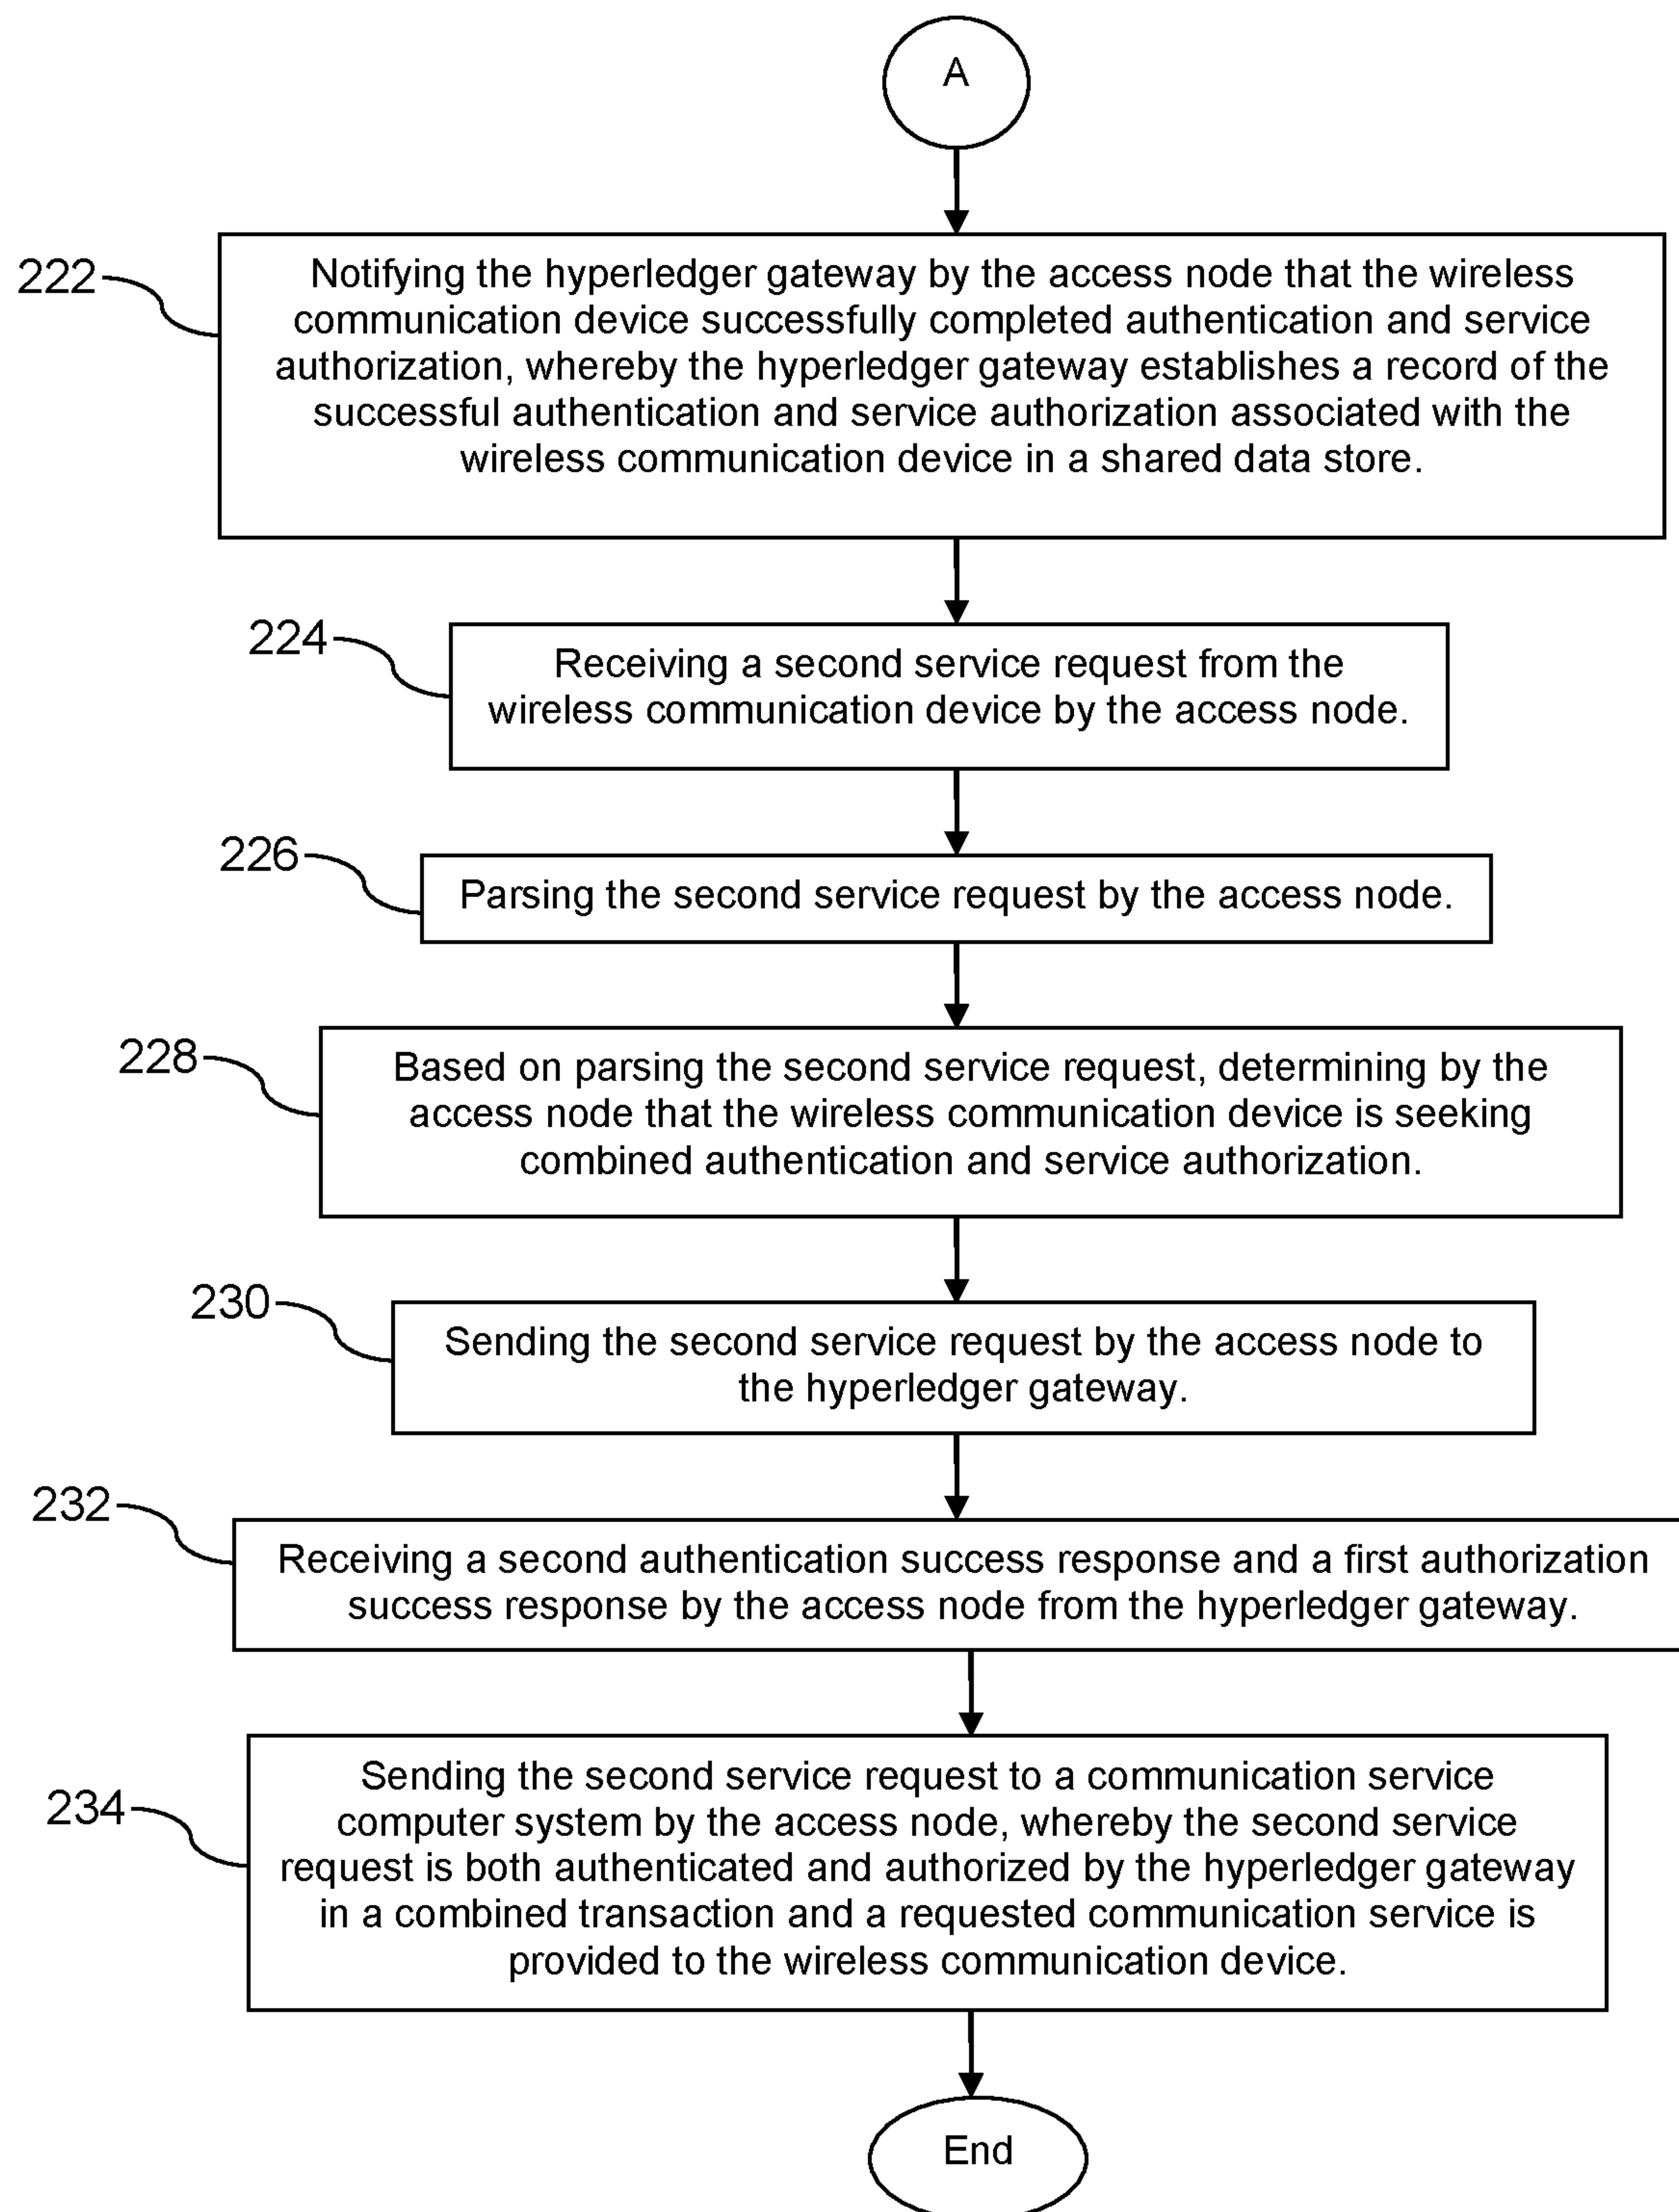 A
222
Notifying the hyperledger gateway by the access node that the wireless
communication device successfully completed authentication and service
authorization, whereby the hyperledger gateway establishes a record of the
successful authentication and service authorization associated with the
wireless communication device in a shared data store.
224
Receiving a second service request from the
wireless communication device by the access node.
226
Parsing the second service request by the access node.
228
Based on parsing the second service request, determining by the
access node that the wireless communication device is seeking
combined authentication and service authorization.
230
Sending the second service request by the access node to
the hyperledger gateway.
232
Receiving a second authentication success response and a first authorization
success response by the access node from the hyperledger gateway.
234
Sending the second service request to a communication service
computer system by the access node, whereby the second service
request is both authenticated and authorized by the hyperledger gateway
in a combined transaction and a requested communication service is
provided to the wireless communication device.
End